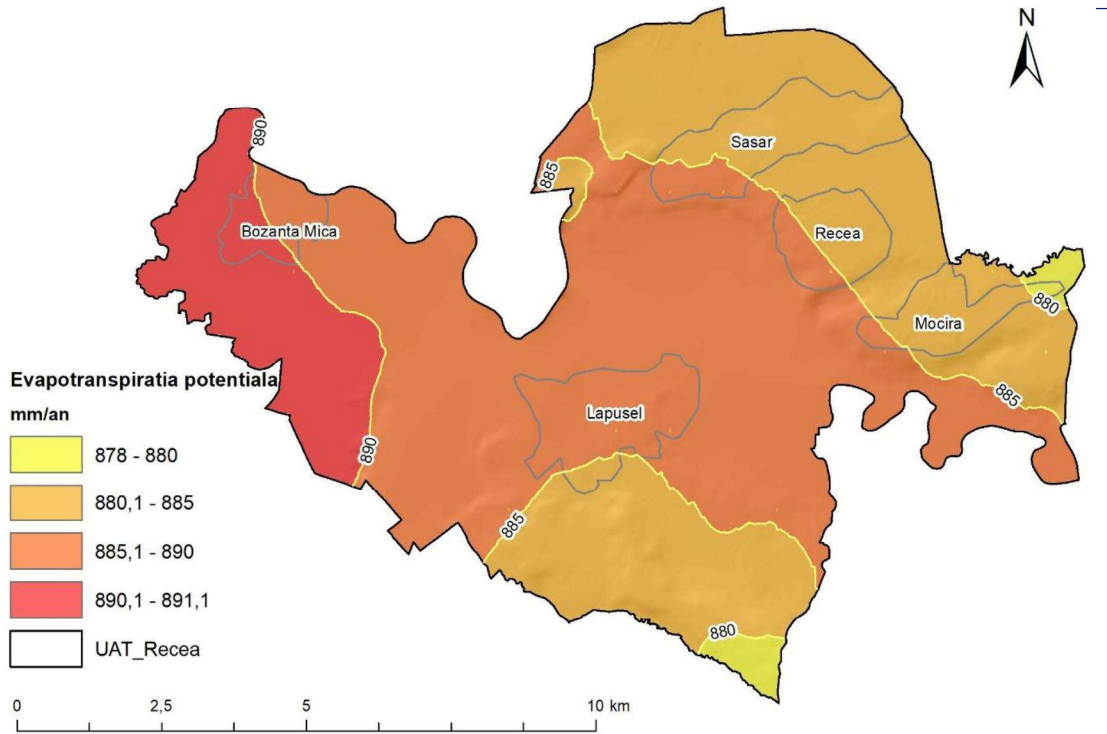 N
890
Sasar
885
Bozanta Mica
Recea
880
Mocira
Evapotranspiratia potentiala
mm/an
878 - 880
880,1 - 885
885,1 - 890
890,1 - 891,1
UAT_Recea
885
Lapusel
890
885
880
0 2,5 5 10 km